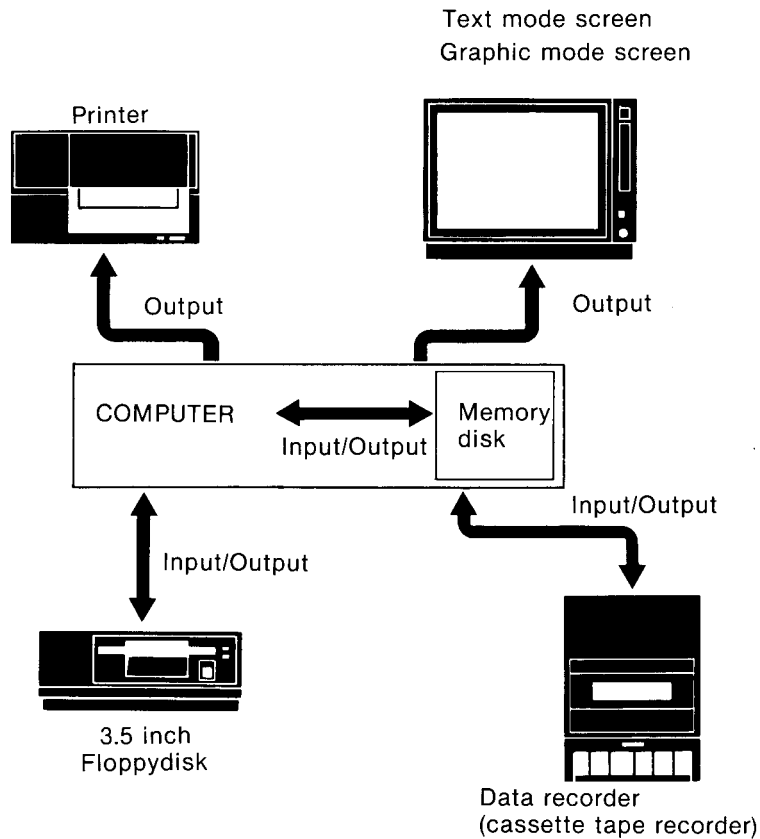 Text mode screen
Graphic mode screen
Printer
Output
Output
COMPUTER
Input/Output
Memory
disk
Input/Output
Input/Output
3.5 inch
Floppydisk
Data recorder
(cassette tape recorder)